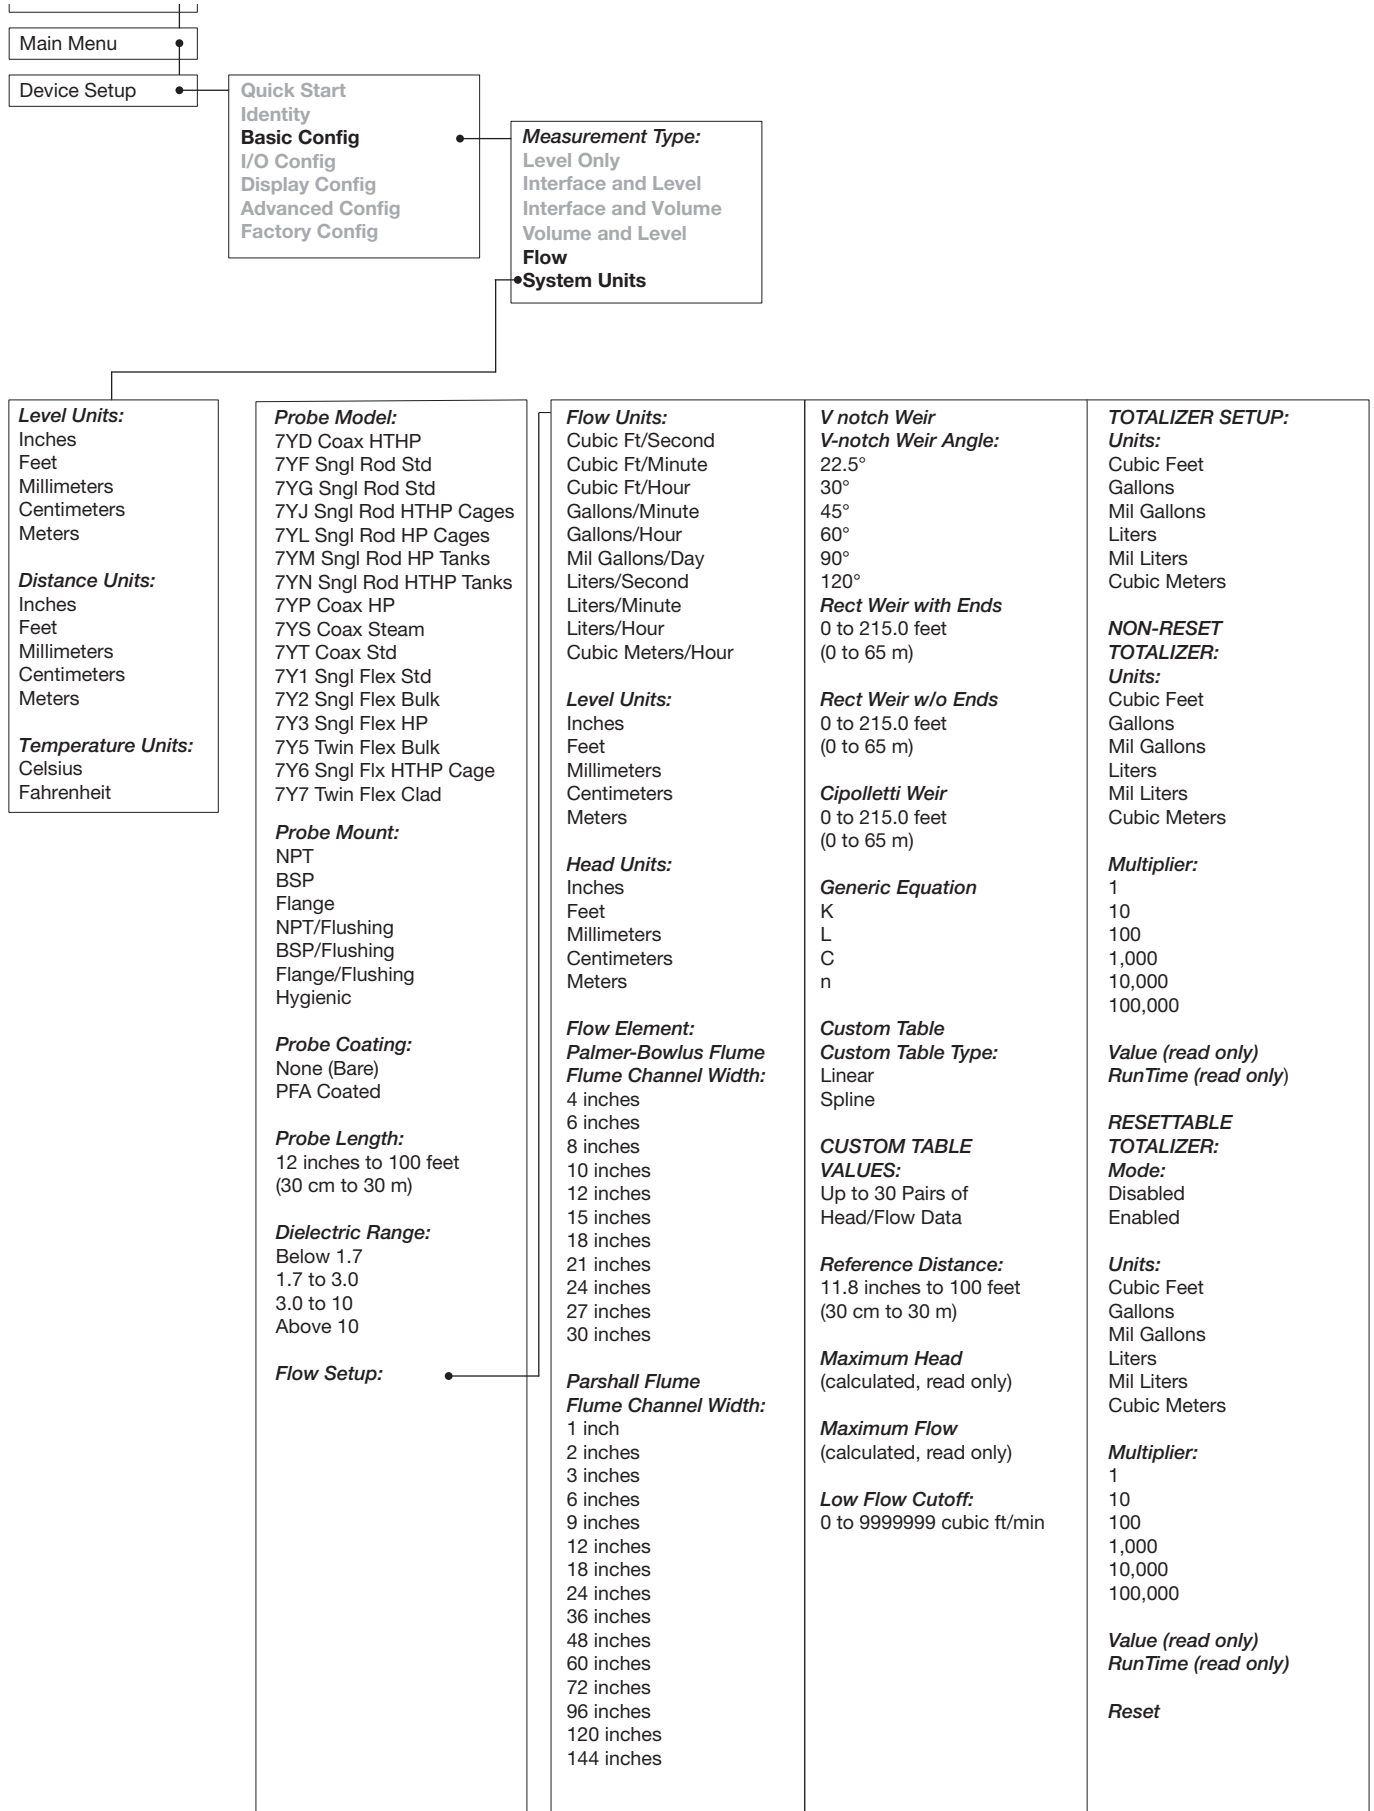 Main Menu
Device Setup
Quick Start
Identity
Basic Config
I/O Config
Display Config
Advanced Config
Factory Config
Measurement Type:
Level Only
Interface and Level
Interface and Volume
Volume and Level
Flow
System Units
Level Units:
Inches
Feet
Millimeters
Centimeters
Meters
Distance Units:
Inches
Feet
Millimeters
Centimeters
Meters
Temperature Units:
Celsius
Fahrenheit
Probe Model:
7YD Coax HTHP
7YF Sngl Rod Std
7YG Sngl Rod Std
7YJ Sngl Rod HTHP Cages
7YL Sngl Rod HP Cages
7YM Sngl Rod HP Tanks
7YN Sngl Rod HTHP Tanks
7YP Coax HP
7YS Coax Steam
7YT Coax Std
7Y1 Sngl Flex Std
7Y2 Sngl Flex Bulk
7Y3 Sngl Flex HP
7Y5 Twin Flex Bulk
7Y6 Sngl Flx HTHP Cage
7Y7 Twin Flex Clad
Probe Mount:
NPT
BSP
Flange
NPT/Flushing
BSP/Flushing
Flange/Flushing
Hygienic
Probe Coating:
None (Bare)
PFA Coated
Probe Length:
12 inches to 100 feet
(30 cm to 30 m)
Dielectric Range:
Below 1.7
1.7 to 3.0
3.0 to 10
Above 10
Flow Setup:
Flow Units:
Cubic Ft/Second
Cubic Ft/Minute
Cubic Ft/Hour
Gallons/Minute
Gallons/Hour
Mil Gallons/Day
Liters/Second
Liters/Minute
Liters/Hour
Cubic Meters/Hour
Level Units:
Inches
Feet
Millimeters
Centimeters
Meters
Head Units:
Inches
Feet
Millimeters
Centimeters
Meters
Flow Element:
Palmer-Bowlus Flume
Flume Channel Width:
4 inches
6 inches
8 inches
10 inches
12 inches
15 inches
18 inches
21 inches
24 inches
27 inches
30 inches
Parshall Flume
Flume Channel Width:
1 inch
2 inches
3 inches
6 inches
9 inches
12 inches
18 inches
24 inches
36 inches
48 inches
60 inches
72 inches
96 inches
120 inches
144 inches
V notch Weir
V-notch Weir Angle:
22.5°
30°
45°
60°
90°
120°
Rect Weir with Ends
0 to 215.0 feet
(0 to 65 m)
Rect Weir w/o Ends
0 to 215.0 feet
(0 to 65 m)
Cipolletti Weir
0 to 215.0 feet
(0 to 65 m)
Generic Equation
K
L
C
n
Custom Table
Custom Table Type:
Linear
Spline
CUSTOM TABLE
VALUES:
Up to 30 Pairs of
Head/Flow Data
Reference Distance:
11.8 inches to 100 feet
(30 cm to 30 m)
Maximum Head
(calculated, read only)
Maximum Flow
(calculated, read only)
Low Flow Cutoff:
0 to 9999999 cubic ft/min
TOTALIZER SETUP:
Units:
Cubic Feet
Gallons
Mil Gallons
Liters
Mil Liters
Cubic Meters
NON-RESET
TOTALIZER:
Units:
Cubic Feet
Gallons
Mil Gallons
Liters
Mil Liters
Cubic Meters
Multiplier:
1
10
100
1,000
10,000
100,000
Value (read only)
RunTime (read only)
RESETTABLE
TOTALIZER:
Mode:
Disabled
Enabled
Units:
Cubic Feet
Gallons
Mil Gallons
Liters
Mil Liters
Cubic Meters
Multiplier:
1
10
100
1,000
10,000
100,000
Value (read only)
RunTime (read only)
Reset